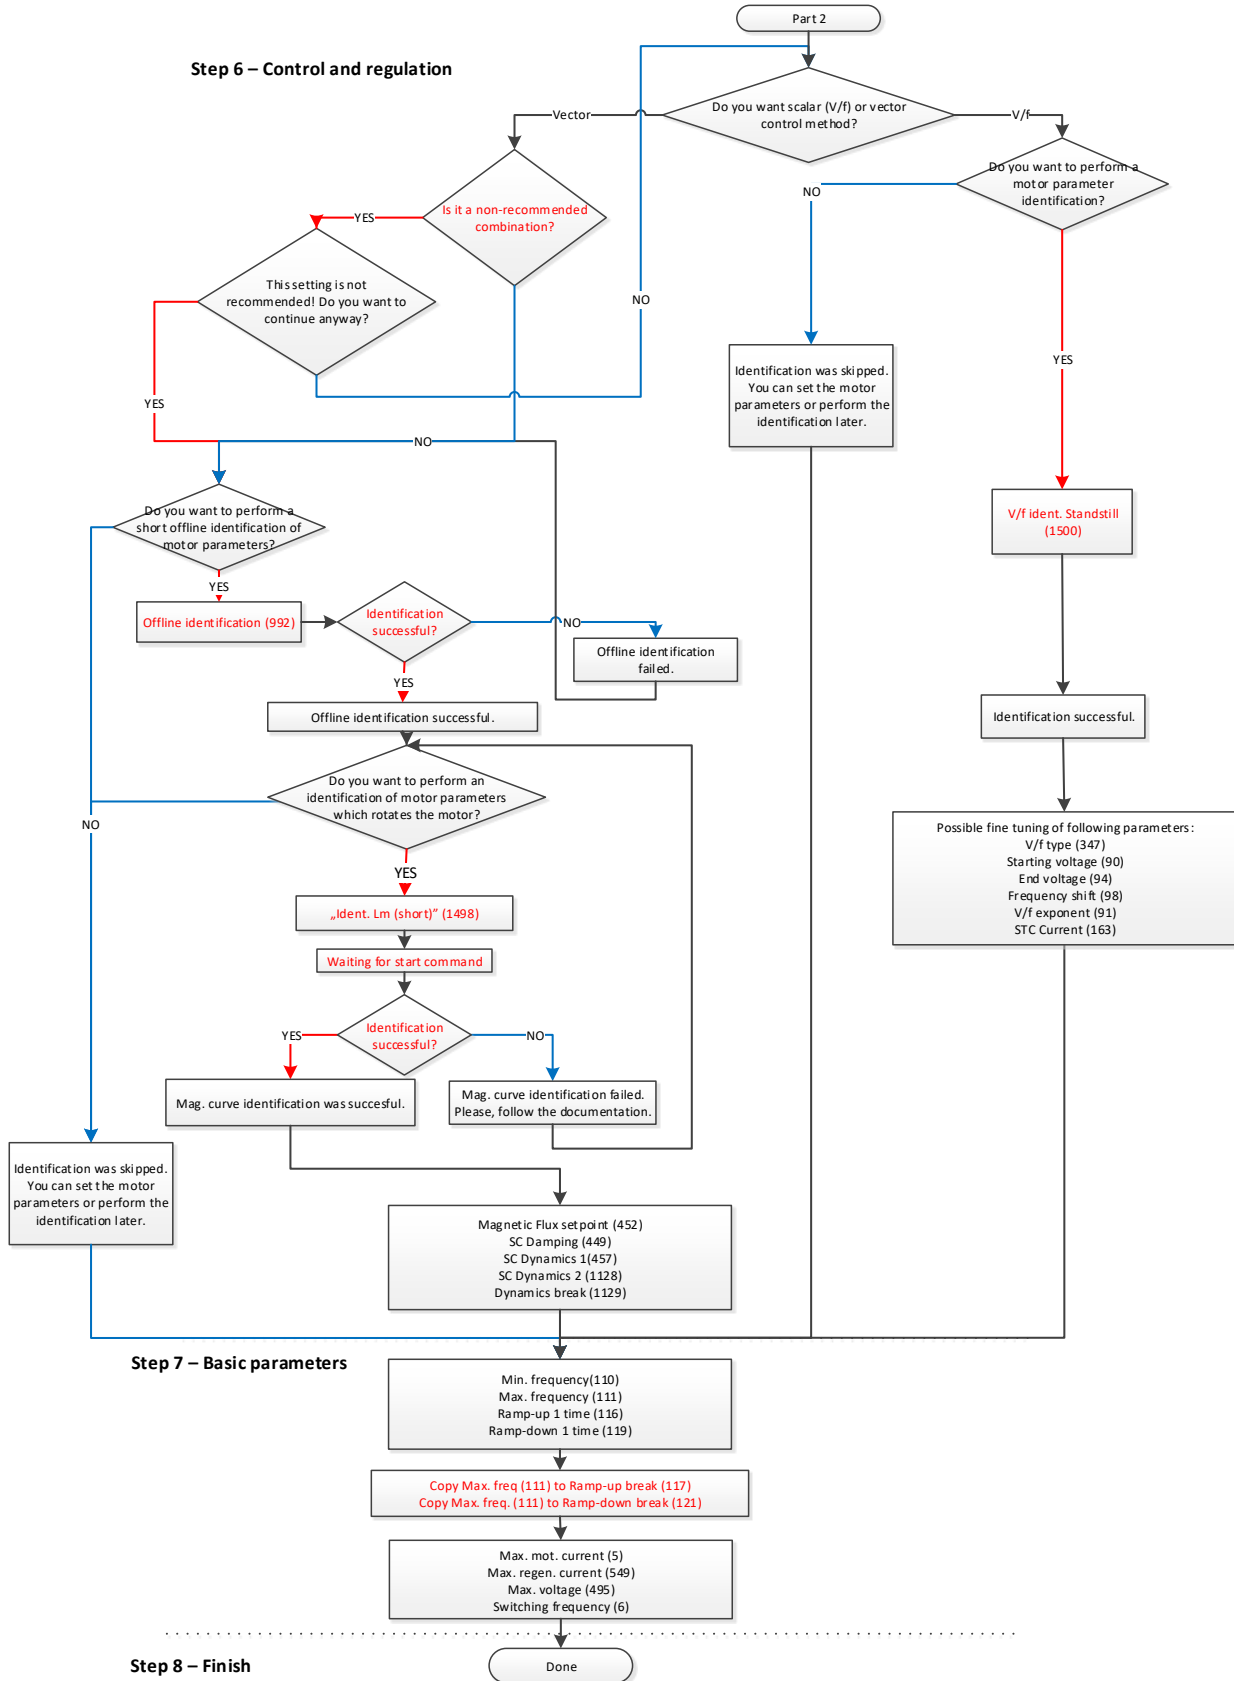 Part 2
Step 6 – Control and regulation
Do you want scalar (V/f) or vector
control method?
Vector
V/f
Do you want to perform a
motor parameter
identification?
NO
Is it a non-recommended
combination?
YES
This setting is not
recommended! Do you want to
continue anyway?
NO
YES
YES
Identification was skipped.
You can set the motor
parameters or perform the
identification later.
NO
Do you want to perform a
short offline identification of
motor parameters?
V/f ident. Standstill
(1500)
YES
Offline identification (992)
Identification
successful?
NO
Offline identification
failed.
YES
Offline identification successful.
Identification successful.
Do you want to perform an
identification of motor parameters
which rotates the motor?
NO
Possible fine tuning of following parameters:
V/f type (347)
Starting voltage (90)
End voltage (94)
Frequency shift (98)
V/f exponent (91)
STC Current (163)
YES
„Ident. Lm (short)” (1498)
Waiting for start command
Identification
successful?
YES
NO
Mag. curve identification was succesful.
Mag. curve identification failed.
Please, follow the documentation.
Identification was skipped.
You can set the motor
parameters or perform the
identification later.
Magnetic Flux setpoint (452)
SC Damping (449)
SC Dynamics 1(457)
SC Dynamics 2 (1128)
Dynamics break (1129)
Step 7 – Basic parameters
Min. frequency(110)
Max. frequency (111)
Ramp-up 1 time (116)
Ramp-down 1 time (119)
Copy Max. freq (111) to Ramp-up break (117)
Copy Max. freq. (111) to Ramp-down break (121)
Max. mot. current (5)
Max. regen. current (549)
Max. voltage (495)
Switching frequency (6)
Step 8 – Finish
Done